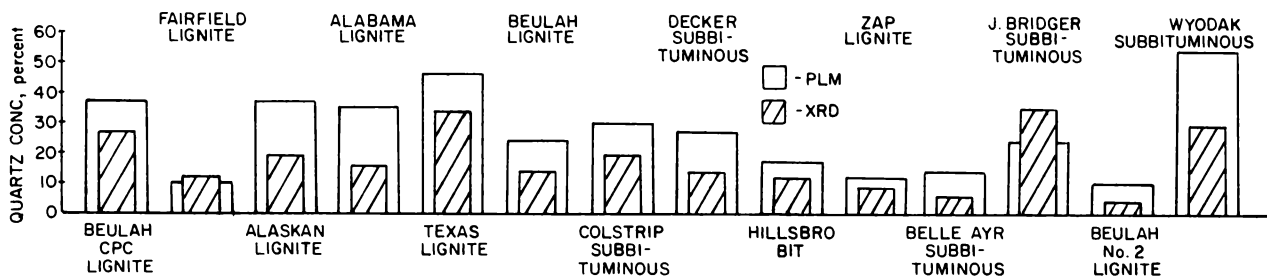 QUARTZ CONC, percent
60
50
40
30
20
10
0
FAIRFIELD
LIGNITE
ALABAMA
LIGNITE
BEULAH
LIGNITE
DECKER
SUBBI-
TUMINOUS
ZAP
LIGNITE
J. BRIDGER
SUBBI-
TUMINOUS
WYODAK
SUBBITUMINOUS
- PLM
- XRD
BEULAH
CPC
LIGNITE
ALASKAN
LIGNITE
TEXAS
LIGNITE
COLSTRIP
SUBBI-
TUMINOUS
HILLSBRO
BIT
BELLE AYR
SUBBI-
TUMINOUS
BEULAH
No. 2
LIGNITE